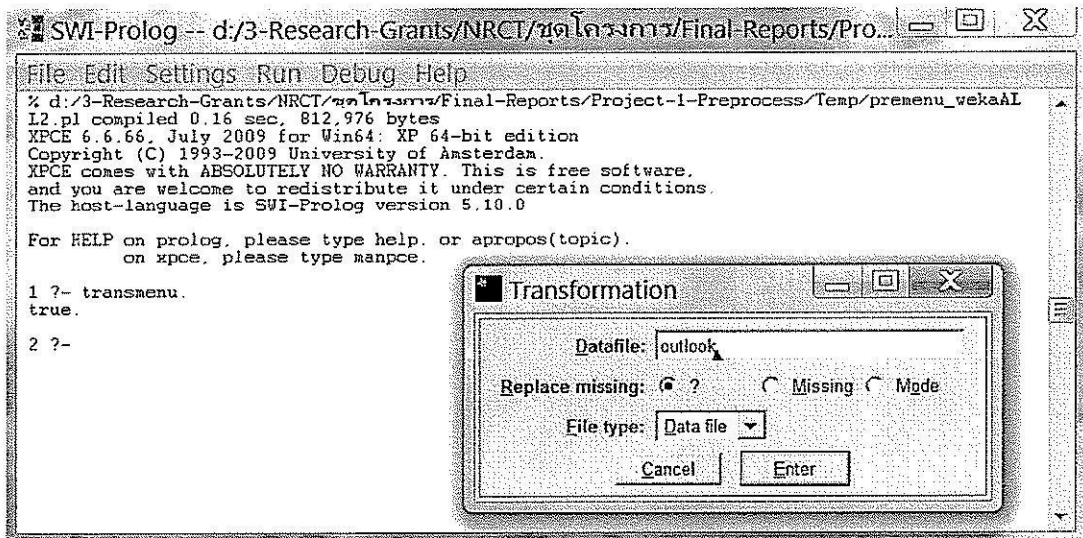 SWI-Prolog -- d:/3-Research-Grants/NRCT/ชุดโครงการ/Final-Reports/Pro...
File Edit Settings Run Debug Help
% d:/3-Research-Grants/NRCT/ชุดโครงการ/Final-Reports/Project-1-Preprocess/Temp/premenu_wekaAL
L2.pl compiled 0.16 sec, 812,976 bytes
XPCE 6.6.66, July 2009 for Win64: XP 64-bit edition
Copyright (C) 1993-2009 University of Amsterdam.
XPCE comes with ABSOLUTELY NO WARRANTY. This is free software,
and you are welcome to redistribute it under certain conditions.
The host-language is SWI-Prolog version 5.10.0
For HELP on prolog, please type help. or apropos(topic).
on xpce, please type manpce.
1 ?- transmenu.
true.
2 ?-
Transformation
Datafile: outlook
Replace missing: ? Missing Mode
File type: Data file
Cancel Enter